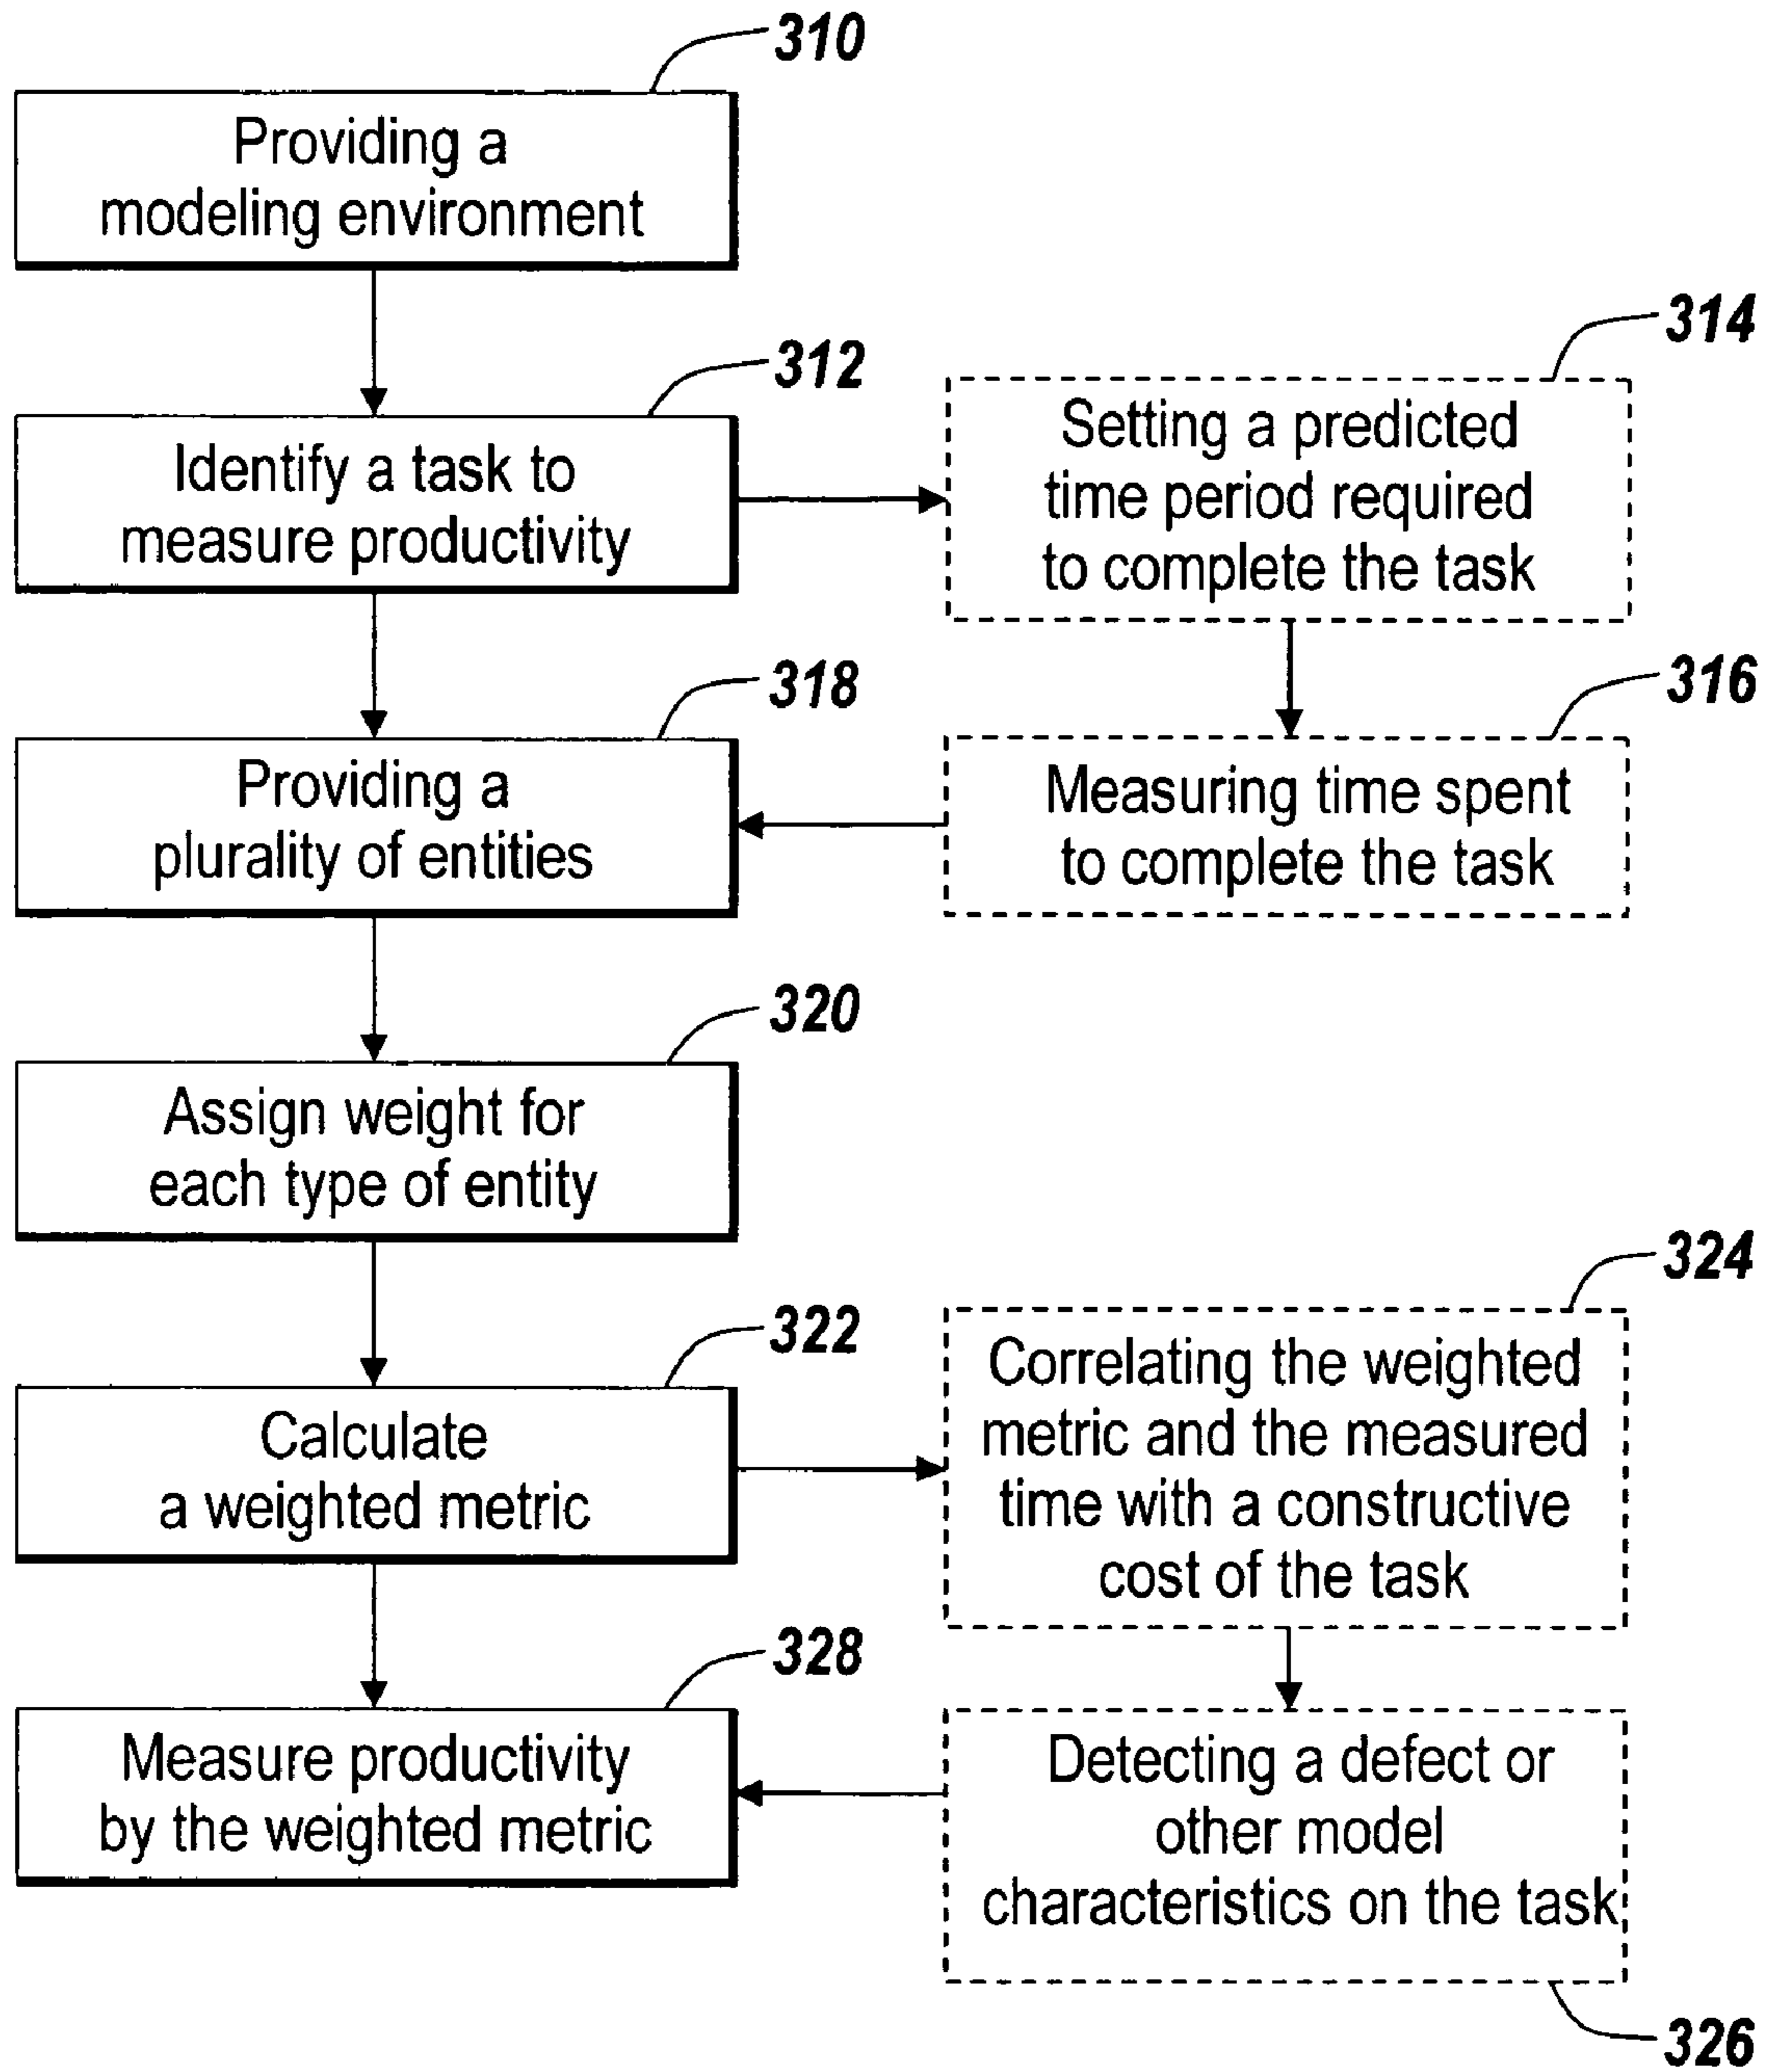 310
Providing a
modeling environment
312
Identify a task to
measure productivity
314
Setting a predicted
time period required
to complete the task
316
Measuring time spent
to complete the task
318
Providing a
plurality of entities
320
Assign weight for
each type of entity
322
Calculate
a weighted metric
324
Correlating the weighted
metric and the measured
time with a constructive
cost of the task
326
Detecting a defect or
other model
characteristics on the task
328
Measure productivity
by the weighted metric